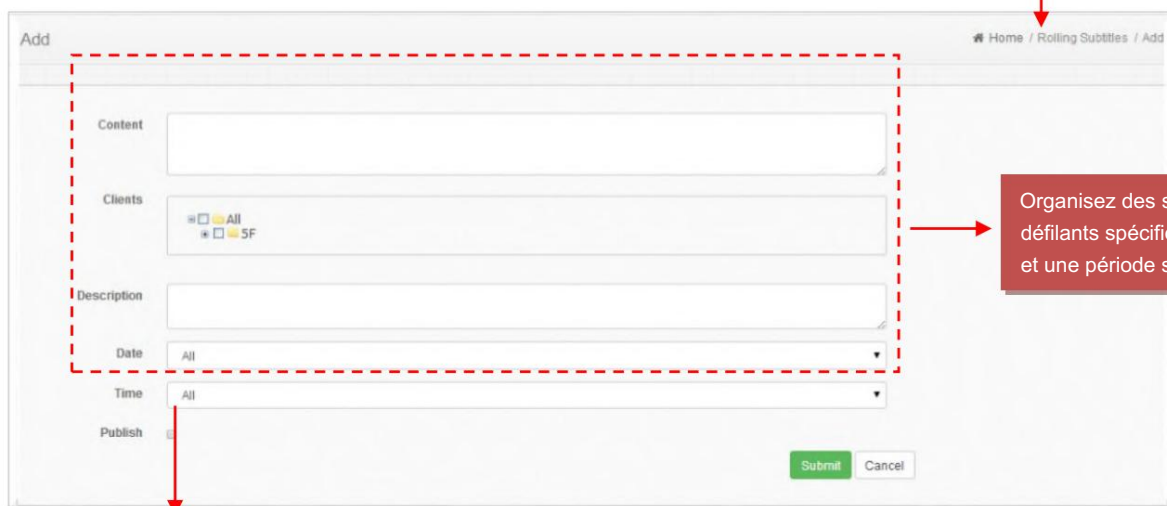 Add
Home / Rolling Subtitles / Add
Content
Clients
All
5F
Organisez des
défilants
et une période
Description
Date
All
Time
All
Publish
Submit
Cancel